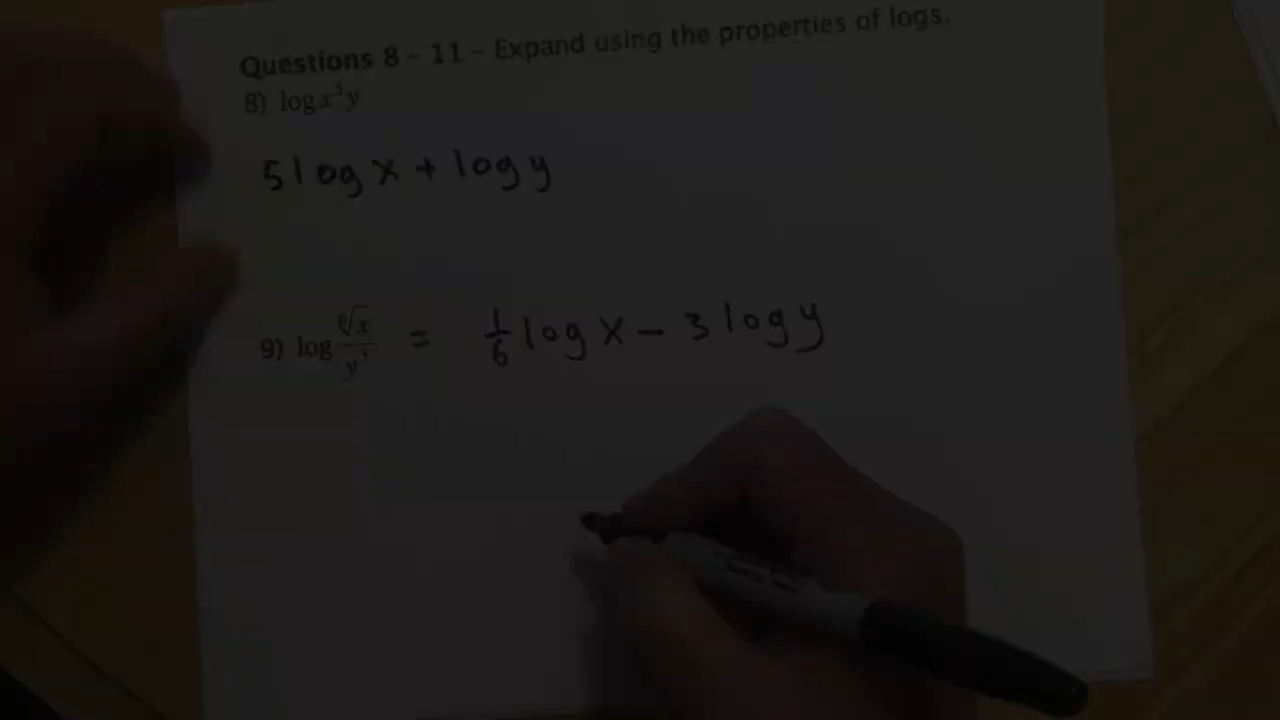 Questions 8 - 11 - Expand using the properties of logs.
8) log x⁵y
5 log x + log y
9) log ⁶√x / y³ = 1/6 log x - 3 log y